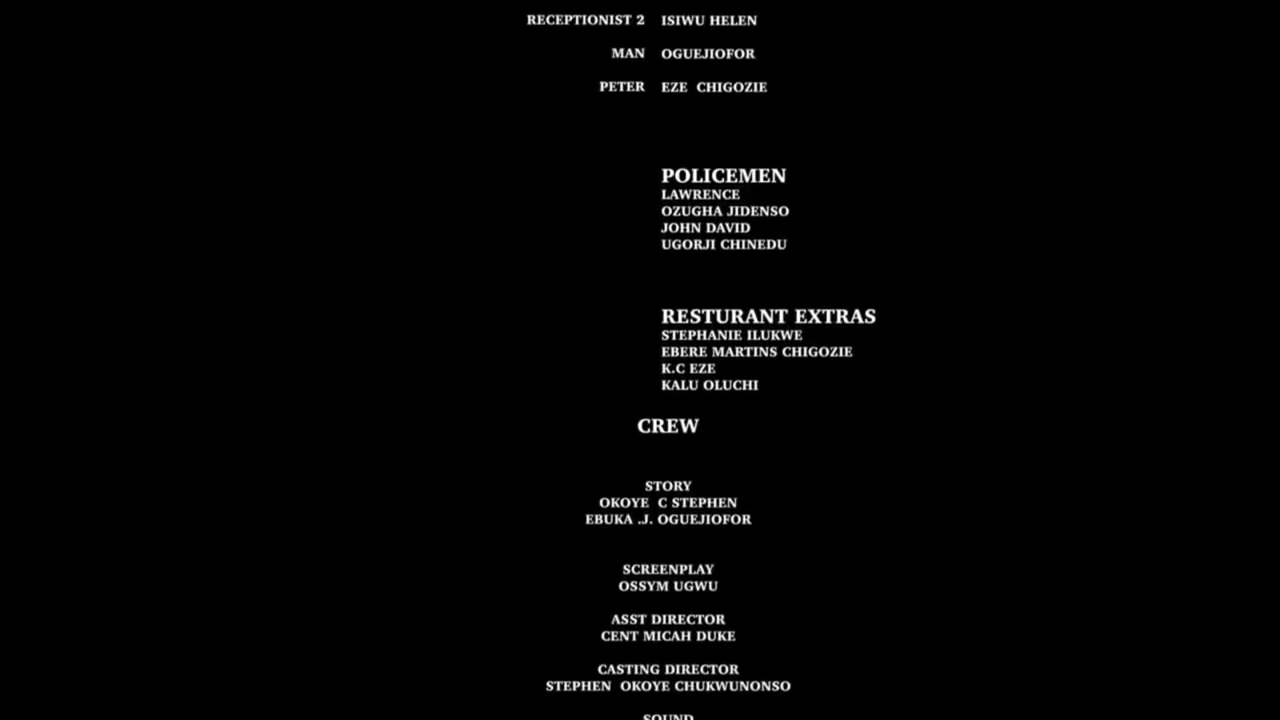 RECEPTIONIST 2 ISIWU HELEN
MAN OGUEJIOFOR
PETER EZE CHIGOZIE
POLICEMEN
LAWRENCE
OZUGHA JIDENSO
JOHN DAVID
UGORJI CHINEDU
RESTURANT EXTRAS
STEPHANIE ILUKWE
EBERE MARTINS CHIGOZIE
K.C EZE
KALU OLUCHI
CREW
STORY
OKOYE C STEPHEN
EBUKA .J. OGUEJIOFOR
SCREENPLAY
OSSYM UGWU
ASST DIRECTOR
CENT MICAH DUKE
CASTING DIRECTOR
STEPHEN OKOYE CHUKWUNONSO
SOUND